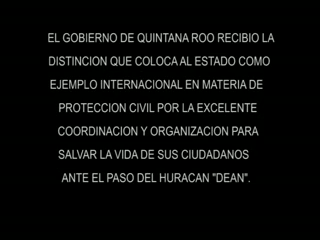 EL GOBIERNO DE QUINTANA ROO RECIBIO LA
DISTINCION QUE COLOCA AL ESTADO COMO
EJEMPLO INTERNACIONAL EN MATERIA DE
PROTECCION CIVIL POR LA EXCELENTE
COORDINACION Y ORGANIZACION PARA
SALVAR LA VIDA DE SUS CIUDADANOS
ANTE EL PASO DEL HURACAN "DEAN".